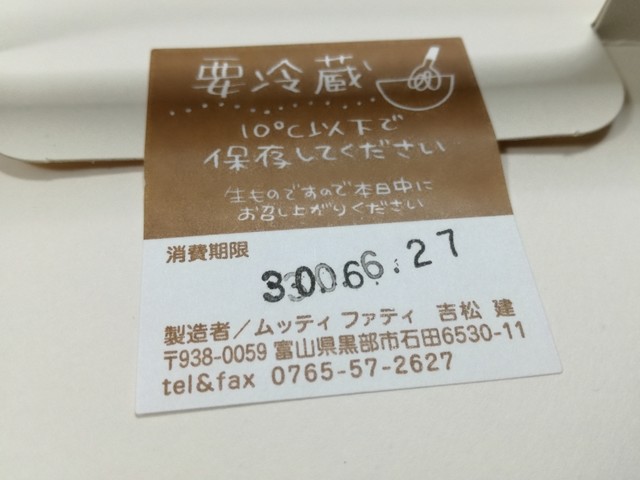 要冷蔵
10℃以下で
保存してください
生ものですので本日中に
お召し上がりください
消費期限
30.6.27
製造者/ムッティ ファティ 吉松 建
〒938-0059 富山県黒部市石田6530-11
tel&fax 0765-57-2627